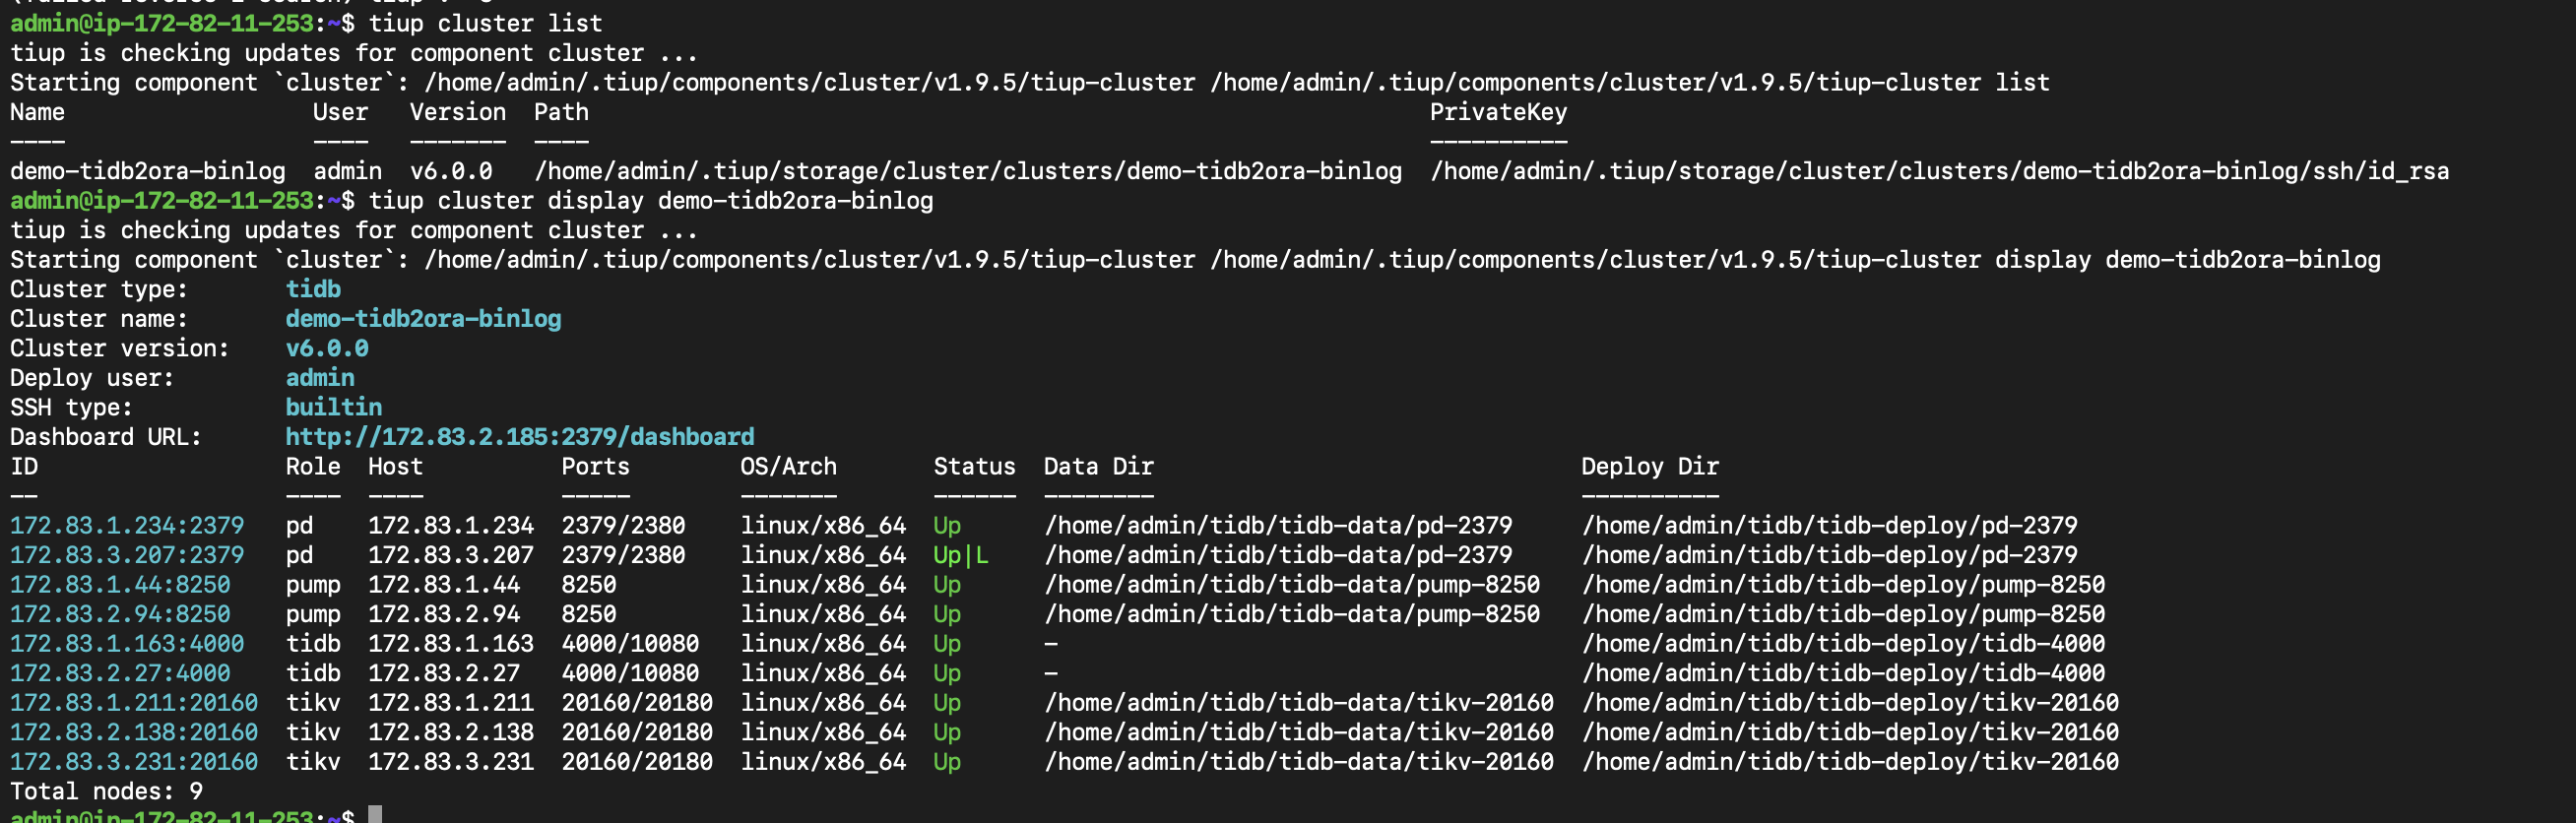 admin@ip-172-82-11-253:~$ tiup cluster list
tiup is checking updates for component cluster ...
Starting component `cluster`: /home/admin/.tiup/components/cluster/v1.9.5/tiup-cluster /home/admin/.tiup/components/cluster/v1.9.5/tiup-cluster list
Name                  User   Version  Path                                                              PrivateKey
----                  ----   -------  ----                                                              ----------
demo-tidb2ora-binlog  admin  v6.0.0   /home/admin/.tiup/storage/cluster/clusters/demo-tidb2ora-binlog  /home/admin/.tiup/storage/cluster/clusters/demo-tidb2ora-binlog/ssh/id_rsa
admin@ip-172-82-11-253:~$ tiup cluster display demo-tidb2ora-binlog
tiup is checking updates for component cluster ...
Starting component `cluster`: /home/admin/.tiup/components/cluster/v1.9.5/tiup-cluster /home/admin/.tiup/components/cluster/v1.9.5/tiup-cluster display demo-tidb2ora-binlog
Cluster type:       tidb
Cluster name:       demo-tidb2ora-binlog
Cluster version:    v6.0.0
Deploy user:        admin
SSH type:           builtin
Dashboard URL:      http://172.83.2.185:2379/dashboard
ID                  Role  Host          Ports        OS/Arch       Status  Data Dir                               Deploy Dir
--                  ----  ----          -----        -------       ------  --------                               ----------
172.83.1.234:2379   pd    172.83.1.234  2379/2380    linux/x86_64  Up      /home/admin/tidb/tidb-data/pd-2379     /home/admin/tidb/tidb-deploy/pd-2379
172.83.3.207:2379   pd    172.83.3.207  2379/2380    linux/x86_64  Up|L    /home/admin/tidb/tidb-data/pd-2379     /home/admin/tidb/tidb-deploy/pd-2379
172.83.1.44:8250    pump  172.83.1.44   8250         linux/x86_64  Up      /home/admin/tidb/tidb-data/pump-8250   /home/admin/tidb/tidb-deploy/pump-8250
172.83.2.94:8250    pump  172.83.2.94   8250         linux/x86_64  Up      /home/admin/tidb/tidb-data/pump-8250   /home/admin/tidb/tidb-deploy/pump-8250
172.83.1.163:4000   tidb  172.83.1.163  4000/10080   linux/x86_64  Up      -                                      /home/admin/tidb/tidb-deploy/tidb-4000
172.83.2.27:4000    tidb  172.83.2.27   4000/10080   linux/x86_64  Up      -                                      /home/admin/tidb/tidb-deploy/tidb-4000
172.83.1.211:20160  tikv  172.83.1.211  20160/20180  linux/x86_64  Up      /home/admin/tidb/tidb-data/tikv-20160  /home/admin/tidb/tidb-deploy/tikv-20160
172.83.2.138:20160  tikv  172.83.2.138  20160/20180  linux/x86_64  Up      /home/admin/tidb/tidb-data/tikv-20160  /home/admin/tidb/tidb-deploy/tikv-20160
172.83.3.231:20160  tikv  172.83.3.231  20160/20180  linux/x86_64  Up      /home/admin/tidb/tidb-data/tikv-20160  /home/admin/tidb/tidb-deploy/tikv-20160
Total nodes: 9
admin@ip-172-82-11-253:~$